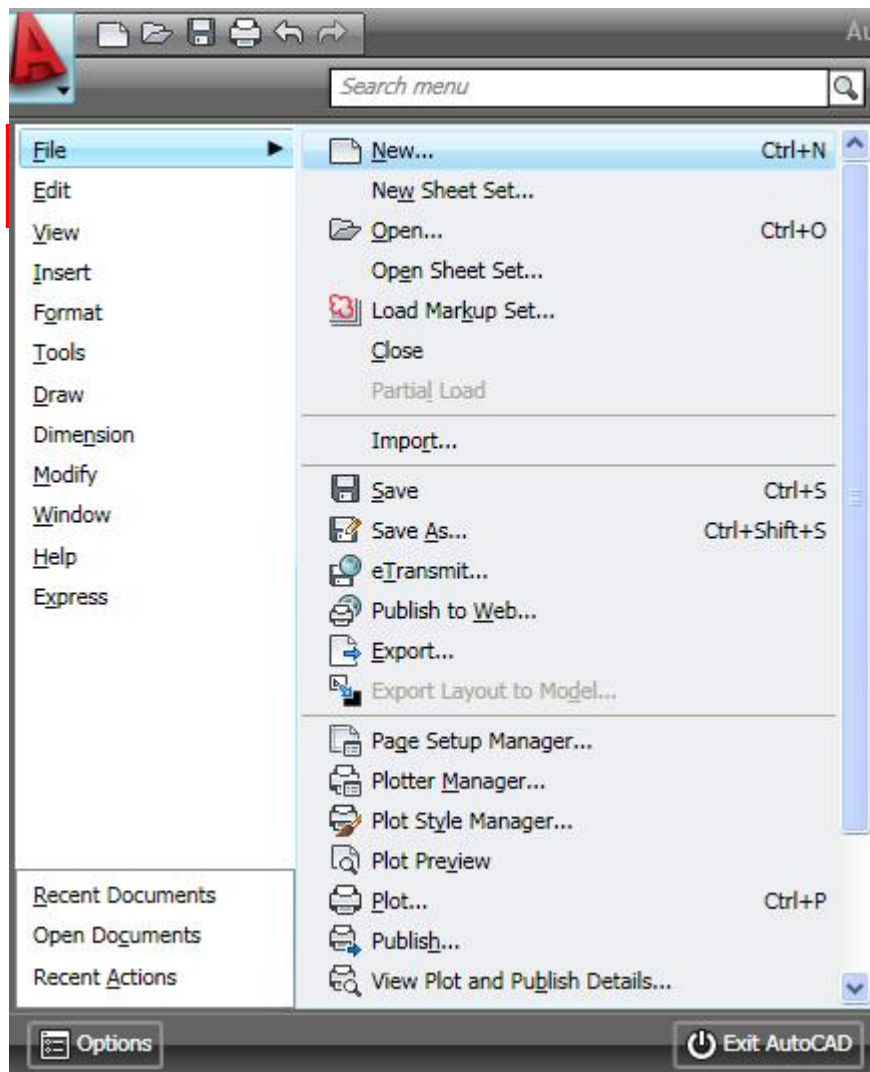 Au
Search menu
File
Edit
View
Insert
Format
Tools
Draw
Dimension
Modify
Window
Help
Express
New... Ctrl+N
New Sheet Set...
Open... Ctrl+O
Open Sheet Set...
Load Markup Set...
Close
Partial Load
Import...
Save Ctrl+S
Save As... Ctrl+Shift+S
eTransmit...
Publish to Web...
Export...
Export Layout to Model...
Page Setup Manager...
Plotter Manager...
Plot Style Manager...
Plot Preview
Plot... Ctrl+P
Publish...
View Plot and Publish Details...
Recent Documents
Open Documents
Recent Actions
Options
Exit AutoCAD